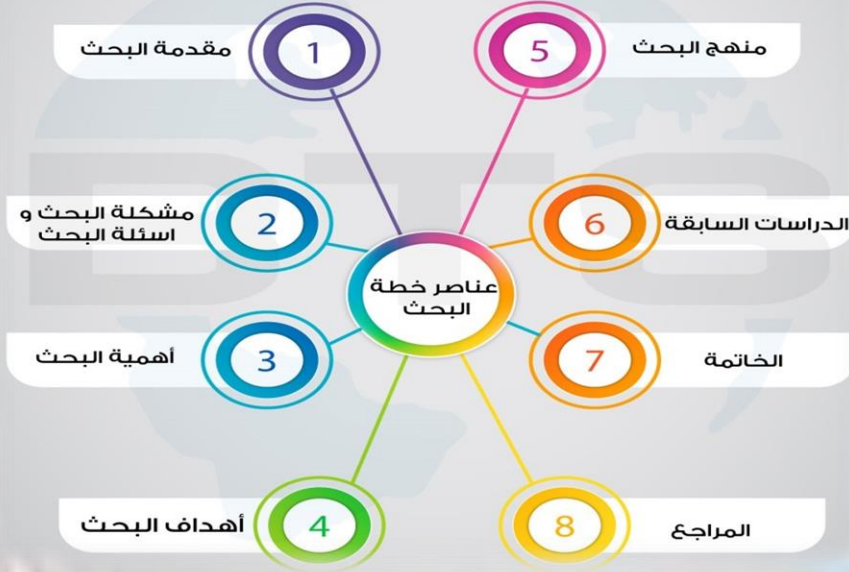 عناصر خطة
البحث
1
مقدمة البحث
2
مشكلة البحث و
اسئلة البحث
3
أهمية البحث
4
أهداف البحث
5
منهج البحث
6
الدراسات السابقة
7
الخاتمة
8
المراجع
DTS